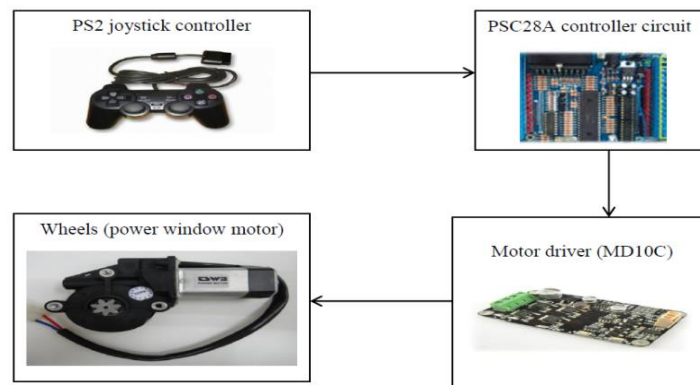 PS2 joystick controller
PSC28A controller circuit
Wheels (power window motor)
Motor driver (MD10C)